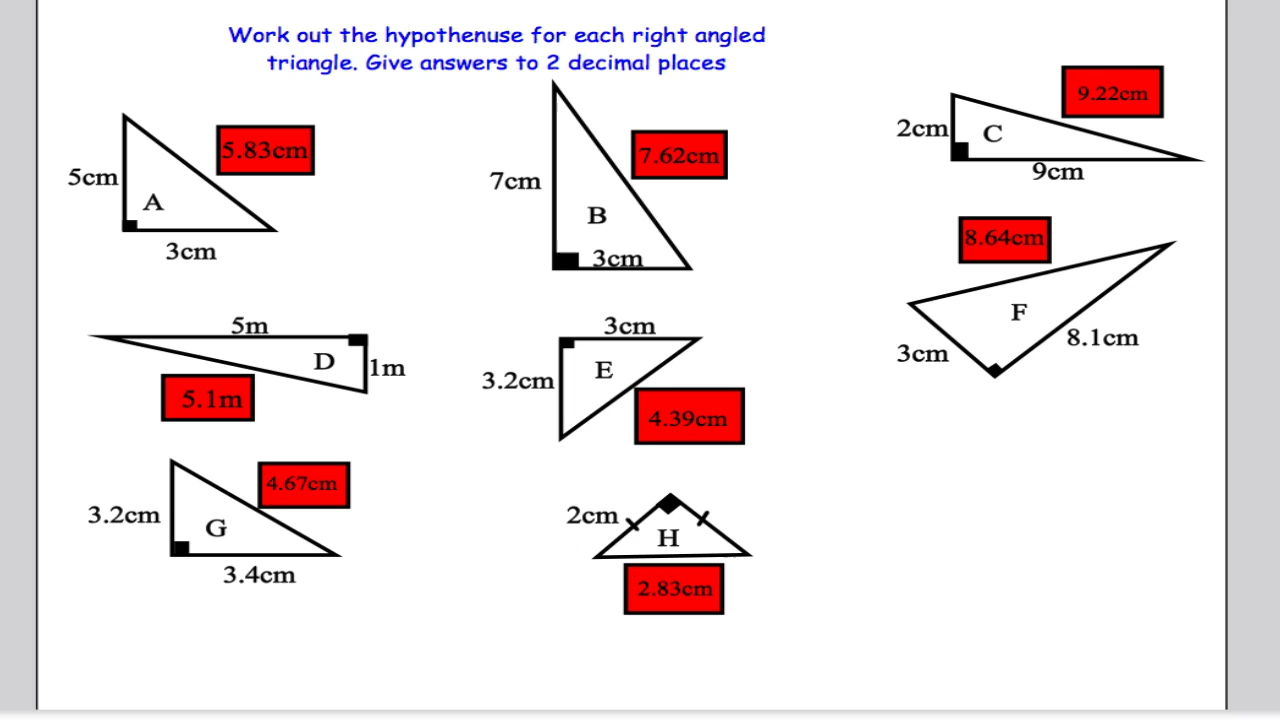 Work out the hypothenuse for each right angled
triangle. Give answers to 2 decimal places
5cm
A
5.83cm
3cm
7cm
B
7.62cm
3cm
2cm
C
9.22cm
9cm
5m
D
1m
5.1m
3cm
3.2cm
E
4.39cm
8.64cm
F
3cm
8.1cm
3.2cm
G
4.67cm
3.4cm
2cm
H
2.83cm